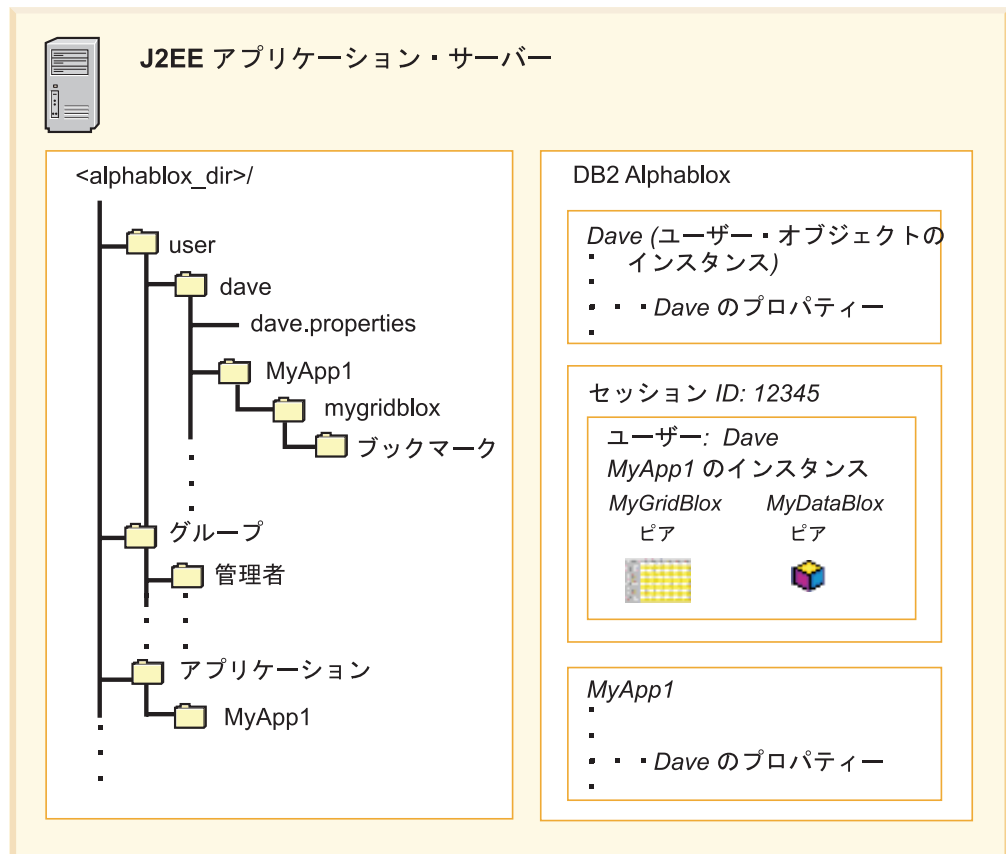 J2EE アプリケーション・サーバー
<alphablox_dir>/
user
dave
dave.properties
MyApp1
mygridblox
ブックマーク
グループ
管理者
アプリケーション
MyApp1
DB2 Alphablox
Dave (ユーザー・オブジェクトの
インスタンス)
Dave のプロパティー
セッション ID: 12345
ユーザー: Dave
MyApp1 のインスタンス
MyGridBlox
ピア
MyDataBlox
ピア
MyApp1
Dave のプロパティー